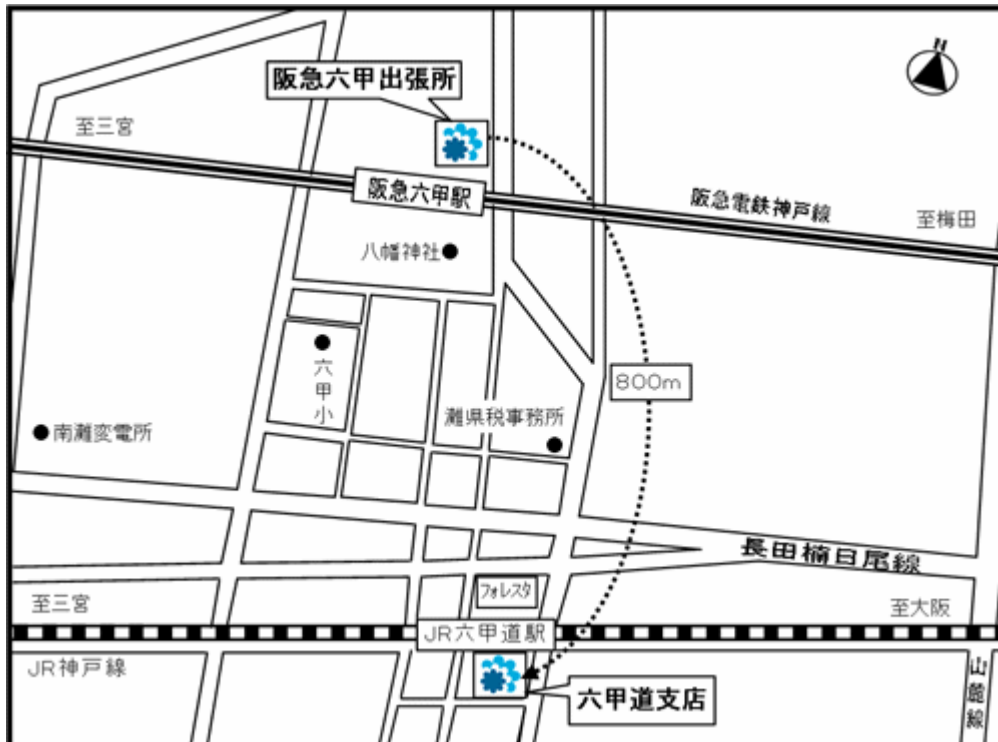 N
阪急六甲出張所
至三宮
阪急六甲駅
阪急電鉄神戸線
至梅田
八幡神社
800m
六甲小
灘県税事務所
南灘変電所
長田楠日尾線
フォレスタ
至三宮
至大阪
JR六甲道駅
JR神戸線
六甲道支店
山麓線